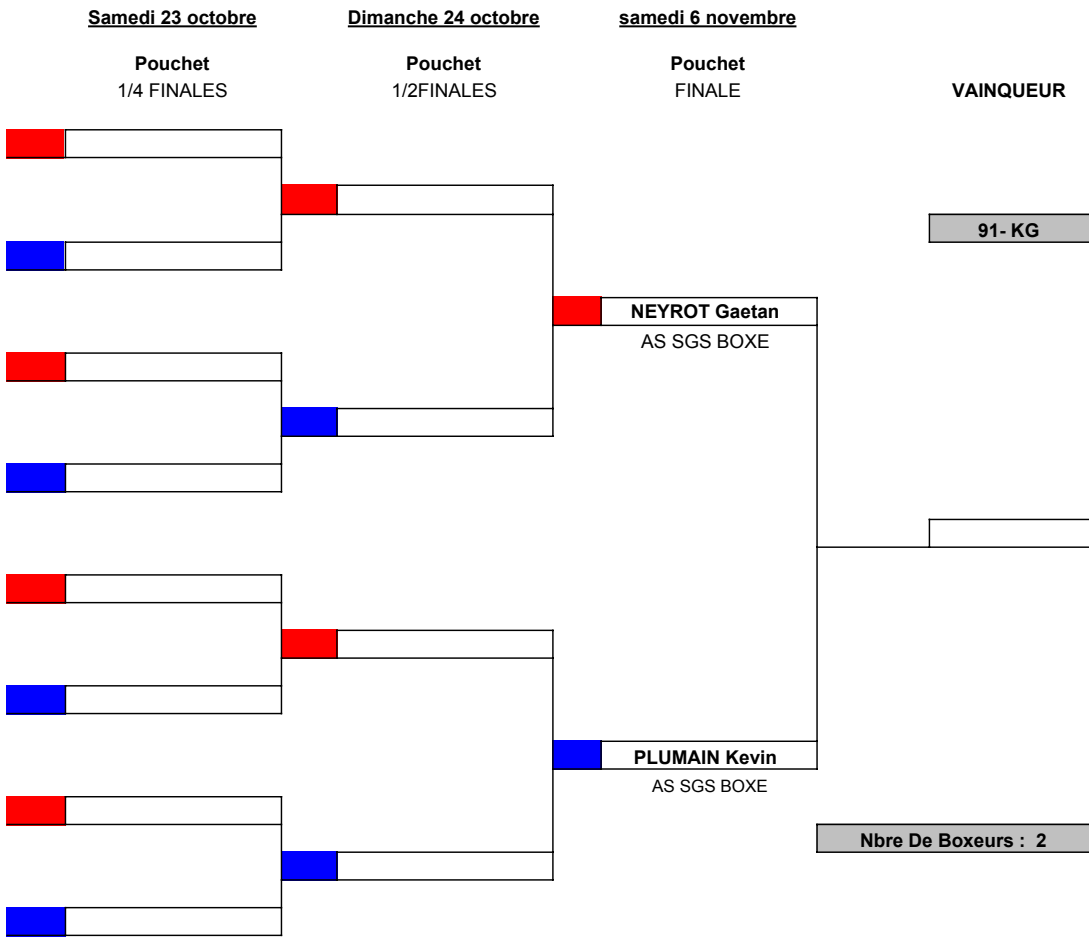 Samedi 23 octobre
Dimanche 24 octobre
samedi 6 novembre
Pouchet
Pouchet
Pouchet
1/4 FINALES
1/2FINALES
FINALE
VAINQUEUR
91- KG
NEYROT Gaetan
AS SGS BOXE
PLUMAIN Kevin
AS SGS BOXE
Nbre De Boxeurs : 2